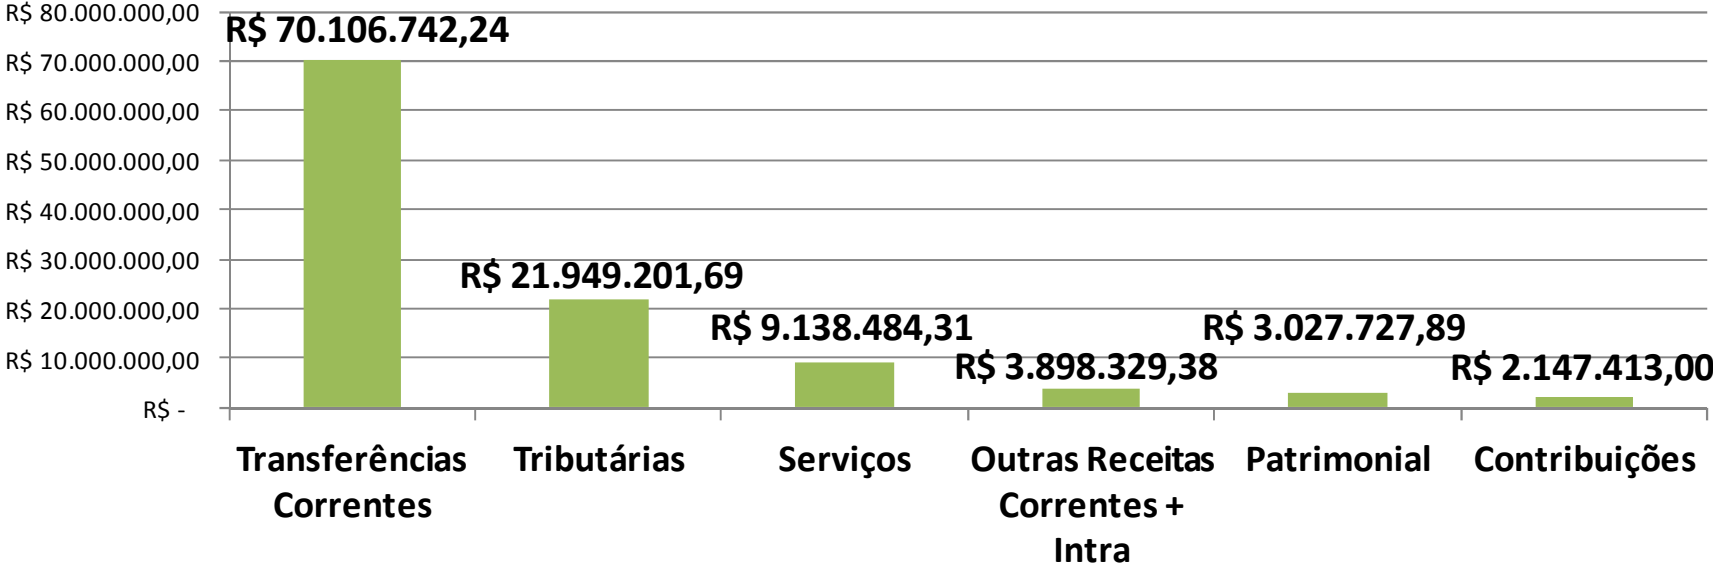 R$ 80.000.000,00
R$ 70.000.000,00
R$ 60.000.000,00
R$ 50.000.000,00
R$ 40.000.000,00
R$ 30.000.000,00
R$ 20.000.000,00
R$ 10.000.000,00
R$ -
R$ 70.106.742,24
R$ 21.949.201,69
R$ 9.138.484,31
R$ 3.898.329,38
R$ 3.027.727,89
R$ 2.147.413,00
Transferências
Correntes
Tributárias
Serviços
Outras Receitas
Correntes +
Intra
Patrimonial
Contribuições